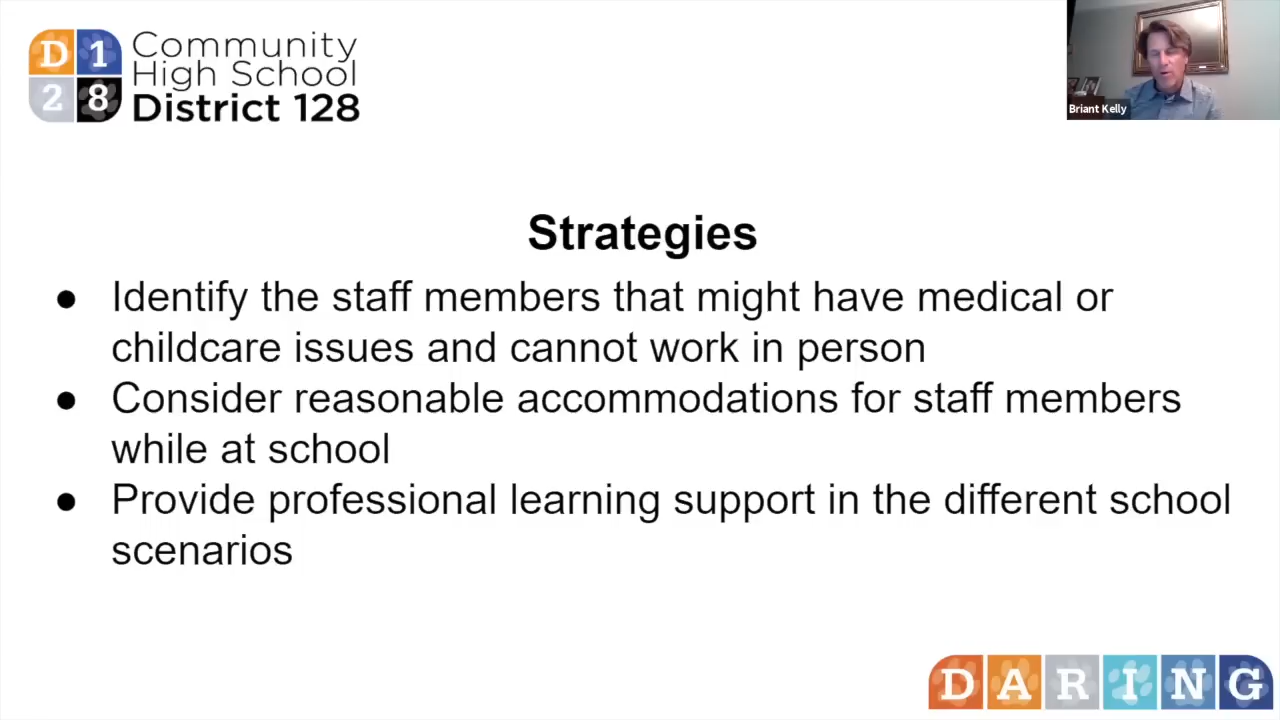 D 1
2 8
Community
High School
District 128
Briant Kelly
Strategies
● Identify the staff members that might have medical or
childcare issues and cannot work in person
● Consider reasonable accommodations for staff members
while at school
● Provide professional learning support in the different school
scenarios
DARING